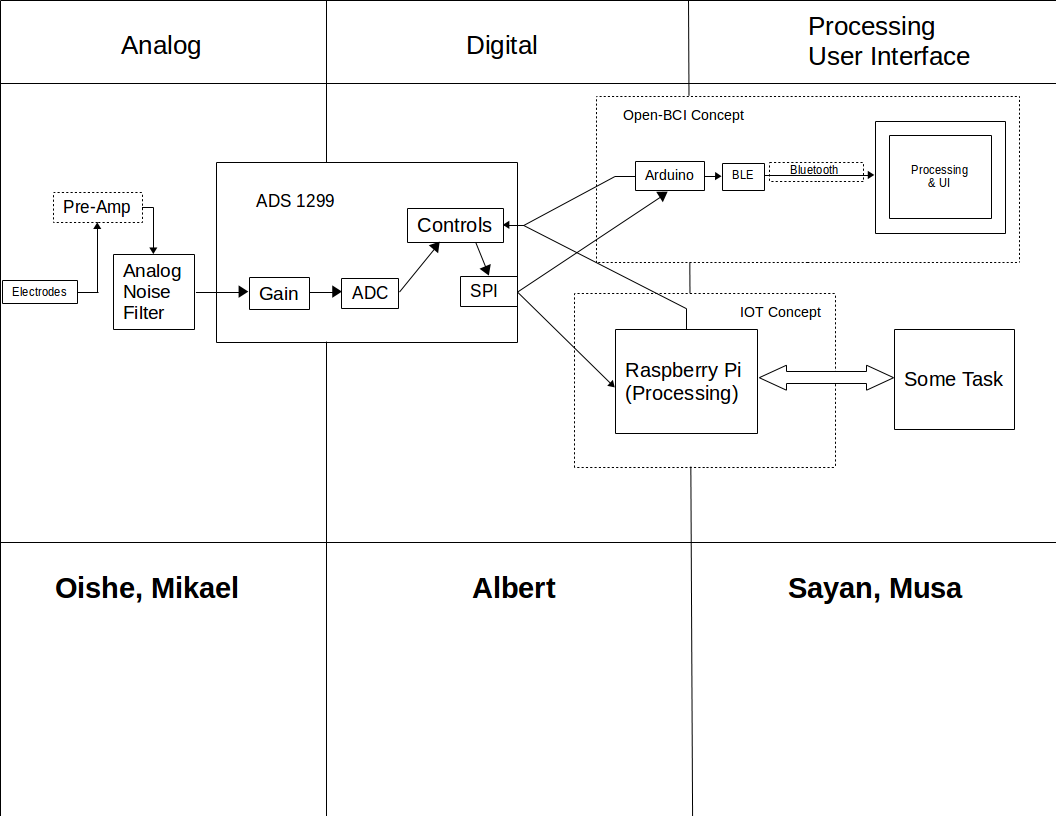 Analog
Digital
Processing
User Interface
Open-BCI Concept
Arduino
BLE
Bluetooth
Processing
& UI
ADS 1299
Pre-Amp
Controls
Electrodes
Analog
Noise
Filter
Gain
ADC
SPI
IOT Concept
Raspberry Pi
(Processing)
Some Task
Oishe, Mikael
Albert
Sayan, Musa